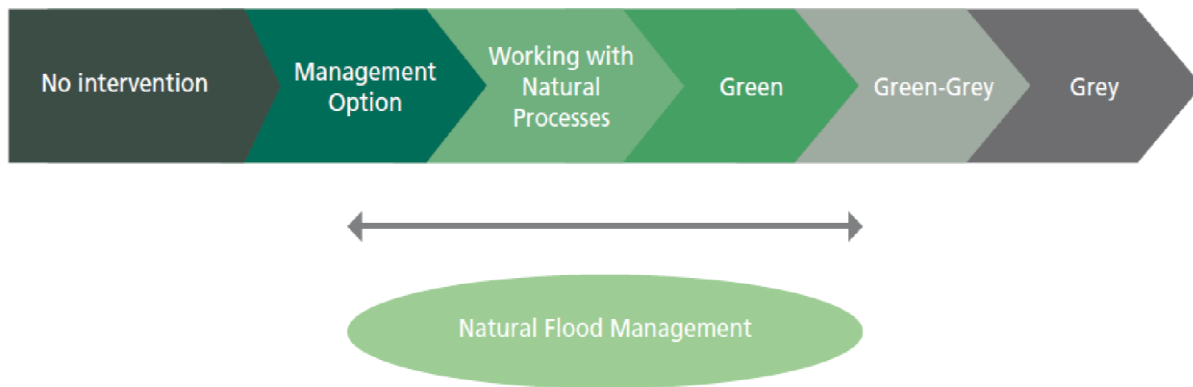 No intervention
Management
Option
Working with
Natural
Processes
Green
Green-Grey
Grey
Natural Flood Management